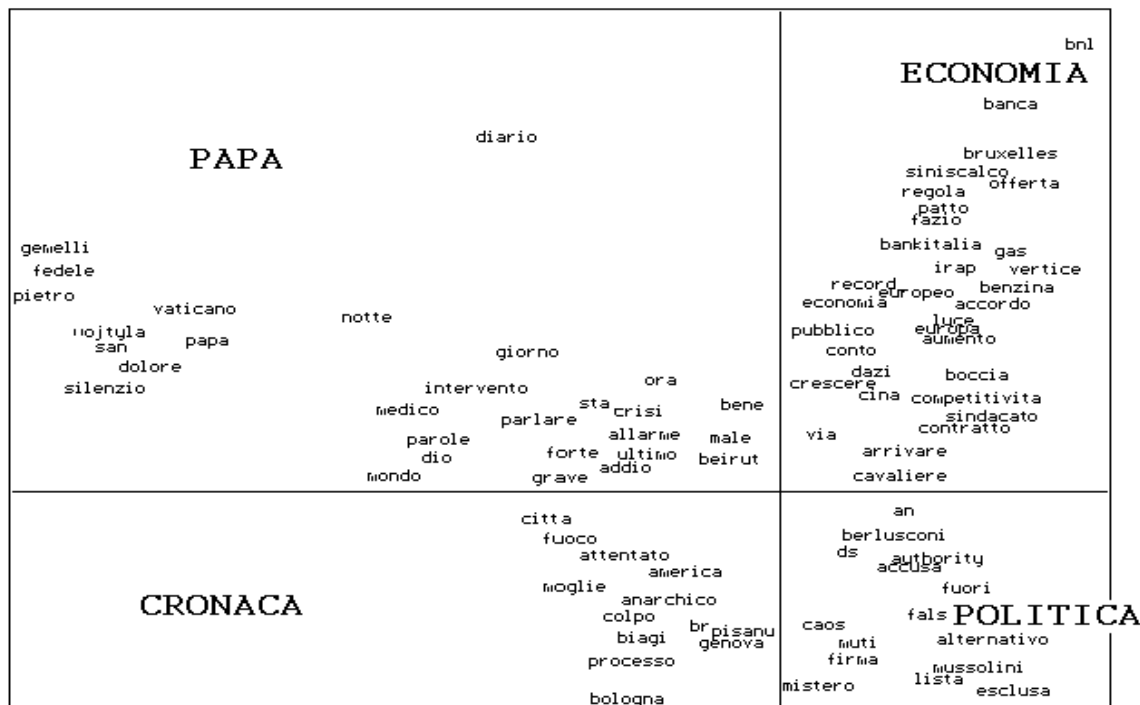 bnl
ECONOMIA
banca
diario
PAPA
bruxelles
siniscalco
offerta
regola
patto
fazio
gemelli
bankitalia
gas
fedele
irap
vertice
pietro
record
europeo
benzina
economia
accordo
vaticano
notte
luce
pubblico
europa
wojtyla
aumento
san
papa
giorno
conto
dolore
dazi
boccia
silenzio
intervento
ora
crescere
cina
competitivita
medico
sta
crisi
bene
sindacato
parlare
contratto
parole
allarme
male
via
dio
forte
ultimo
beirut
arrivare
mondo
grave
addio
cavaliere
citta
an
fuoco
berlusconi
attentato
ds
authority
accusa
america
moglie
fuori
anarchico
CRONACA
colpo
fals
POLITICA
br
pisanu
caos
biagi
genova
muti
alternativo
processo
firma
mussolini
mistero
lista
esclusa
bologna